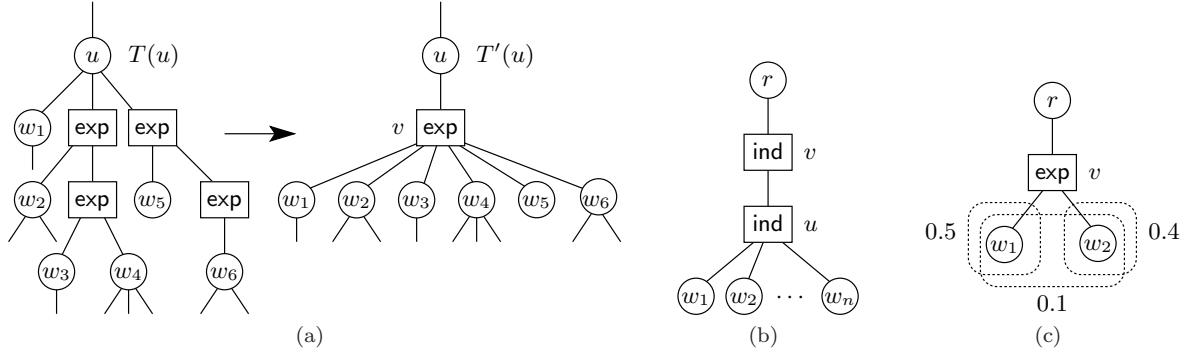 u T(u)
w1 exp exp
w2 exp w5 exp
w3 w4 w6
u T′(u)
v exp
w1 w2 w3 w4 w5 w6
(a)
r
ind v
ind u
w1 w2 ··· wn
(b)
r
exp v
0.5 w1 w2 0.4
0.1
(c)